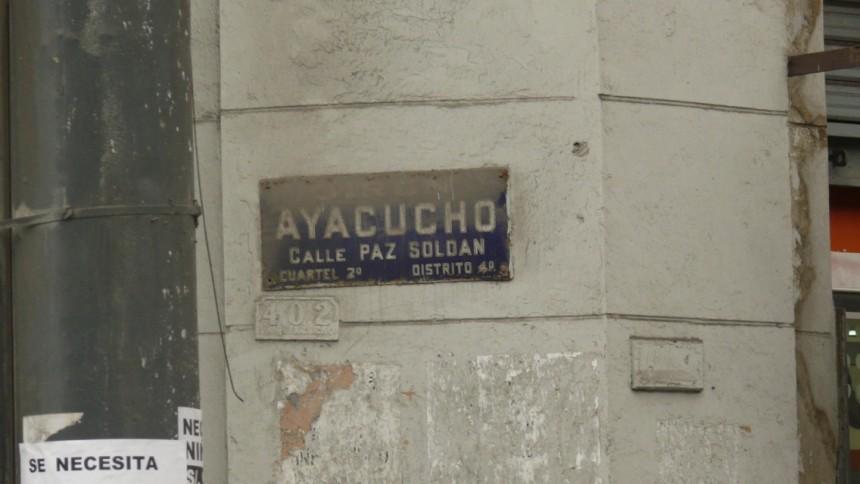 AYACUCHO
CALLE PAZ SOLDAN
CUARTEL 2º DISTRITO 4º
402
SE NECESITA